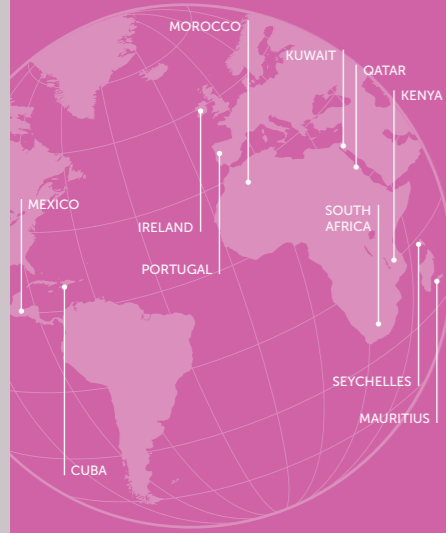 MOROCCO
KUWAIT
QATAR
KENYA
MEXICO
SOUTH
AFRICA
IRELAND
PORTUGAL
SEYCHELLES
MAURITIUS
CUBA